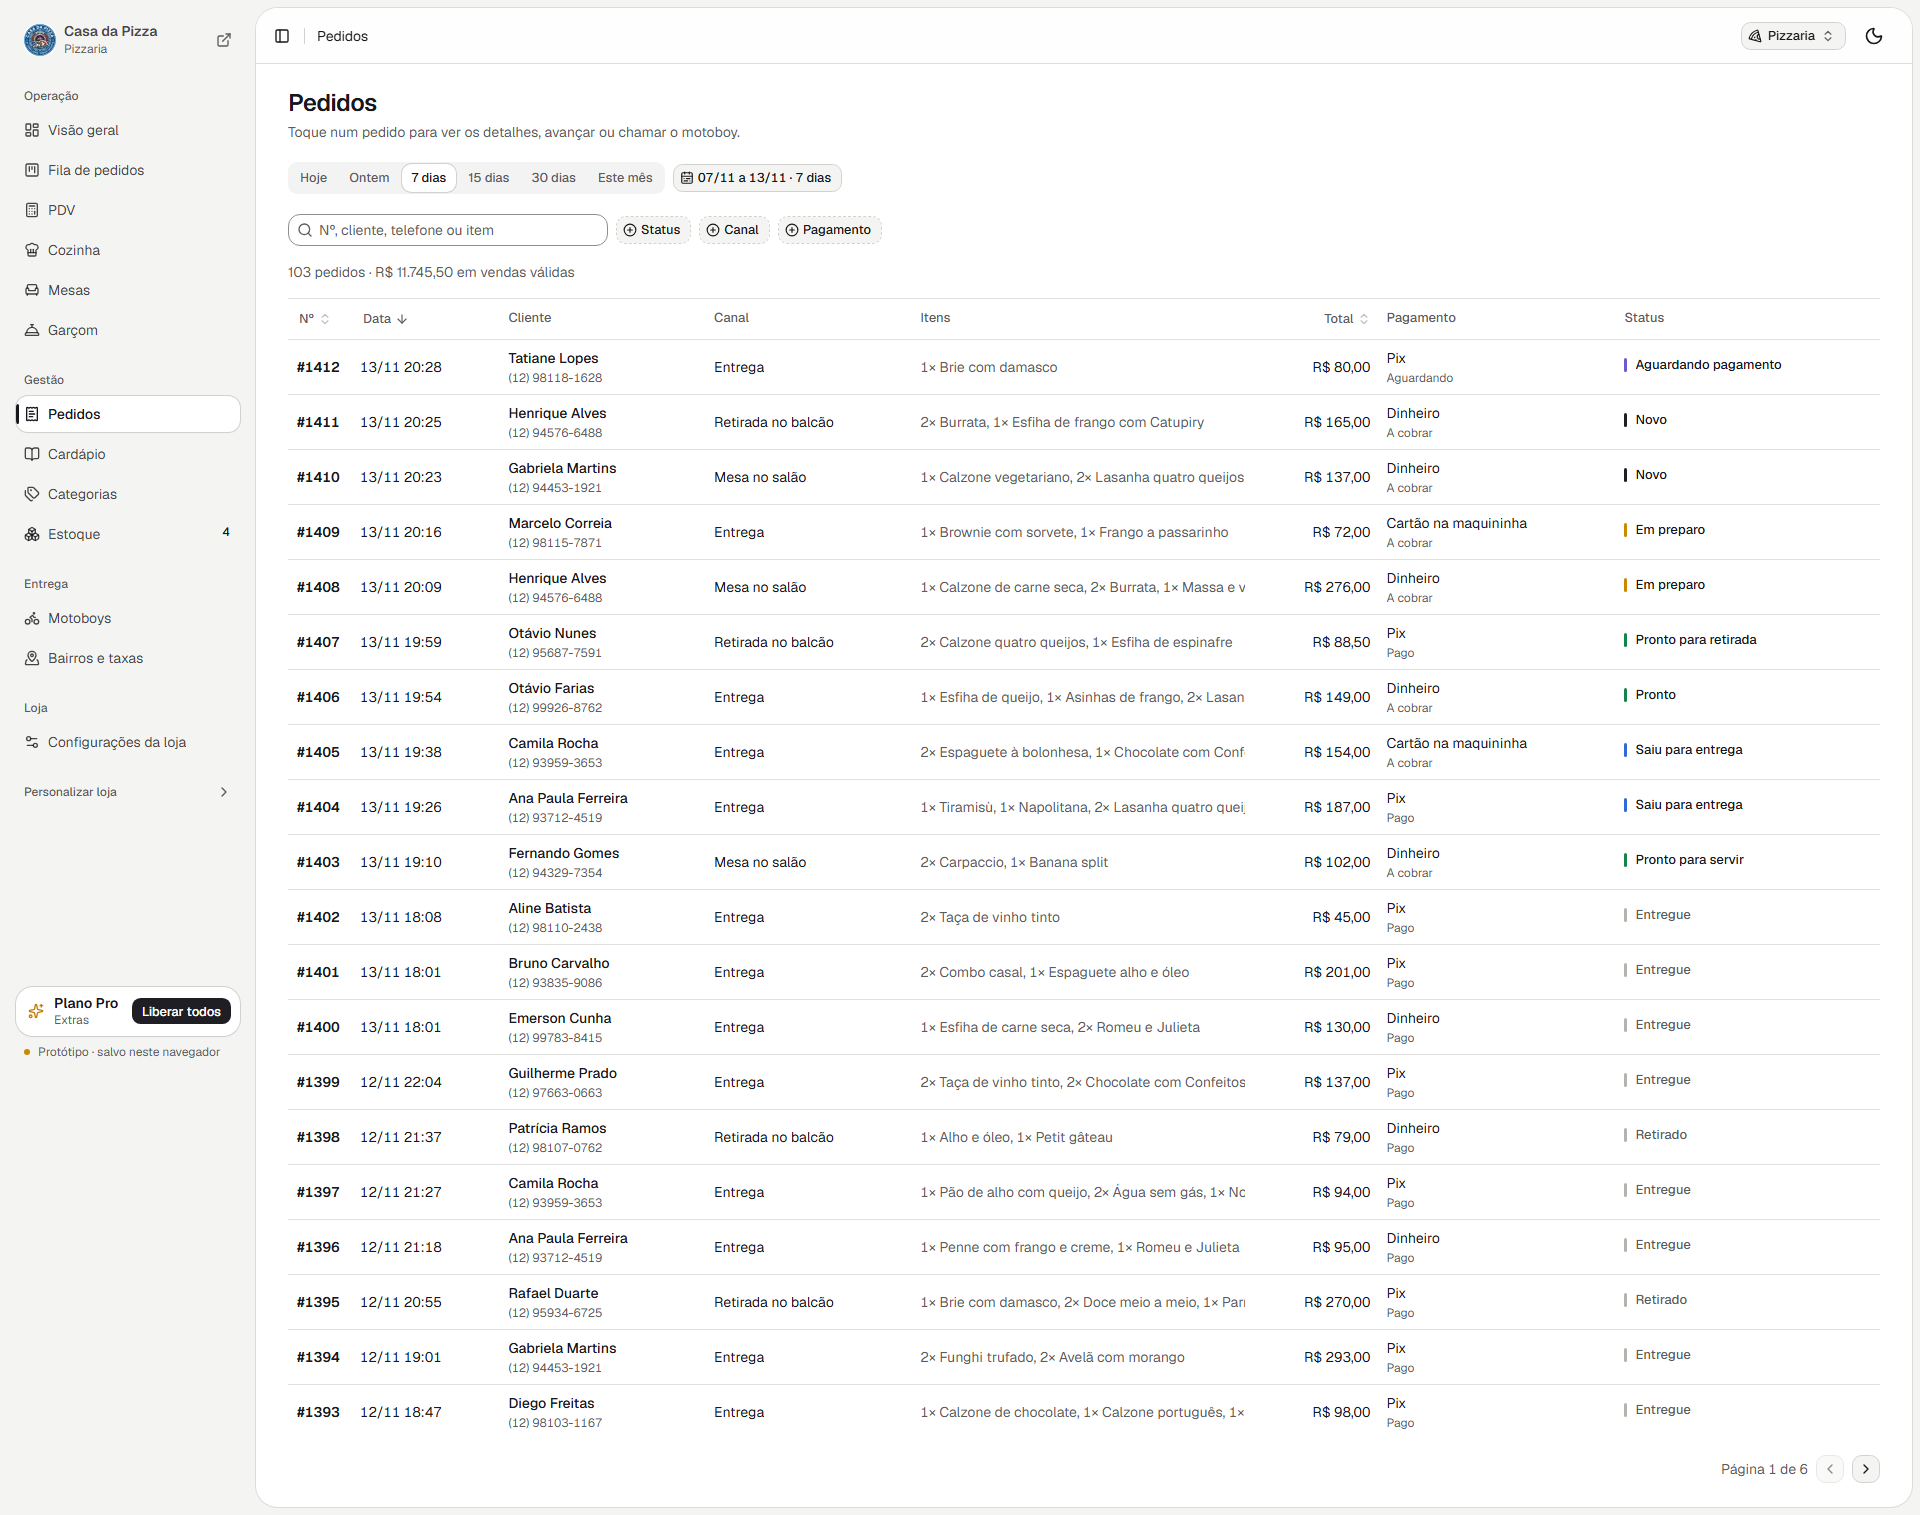 Casa da Pizza
Pizzaria
Operação
Visão geral
Fila de pedidos
PDV
Cozinha
Mesas
Garçom
Gestão
Pedidos
Cardápio
Categorias
Estoque 4
Entrega
Motoboys
Bairros e taxas
Loja
Configurações da loja
Personalizar loja
Plano Pro
Extras
Liberar todos
Protótipo · salvo neste navegador
Pedidos
Pizzaria
Pedidos
Toque num pedido para ver os detalhes, avançar ou chamar o motoboy.
Hoje Ontem 7 dias 15 dias 30 dias Este mês 07/11 a 13/11 · 7 dias
Nº, cliente, telefone ou item Status Canal Pagamento
103 pedidos · R$ 11.745,50 em vendas válidas
Nº Data Cliente Canal Itens Total Pagamento Status
#1412 13/11 20:28 Tatiane Lopes Entrega 1× Brie com damasco R$ 80,00 Pix Aguardando pagamento
(12) 98118-1628 Aguardando
#1411 13/11 20:25 Henrique Alves Retirada no balcão 2× Burrata, 1× Esfiha de frango com Catupiry R$ 165,00 Dinheiro Novo
(12) 94576-6488 A cobrar
#1410 13/11 20:23 Gabriela Martins Mesa no salão 1× Calzone vegetariano, 2× Lasanha quatro queijos R$ 137,00 Dinheiro Novo
(12) 94453-1921 A cobrar
#1409 13/11 20:16 Marcelo Correia Entrega 1× Brownie com sorvete, 1× Frango a passarinho R$ 72,00 Cartão na maquininha Em preparo
(12) 98115-7871 A cobrar
#1408 13/11 20:09 Henrique Alves Mesa no salão 1× Calzone de carne seca, 2× Burrata, 1× Massa e v R$ 276,00 Dinheiro Em preparo
(12) 94576-6488 A cobrar
#1407 13/11 19:59 Otávio Nunes Retirada no balcão 2× Calzone quatro queijos, 1× Esfiha de espinafre R$ 88,50 Pix Pronto para retirada
(12) 95687-7591 Pago
#1406 13/11 19:54 Otávio Farias Entrega 1× Esfiha de queijo, 1× Asinhas de frango, 2× Lasan R$ 149,00 Dinheiro Pronto
(12) 99926-8762 A cobrar
#1405 13/11 19:38 Camila Rocha Entrega 2× Espaguete à bolonhesa, 1× Chocolate com Conf R$ 154,00 Cartão na maquininha Saiu para entrega
(12) 93959-3653 A cobrar
#1404 13/11 19:26 Ana Paula Ferreira Entrega 1× Tiramisù, 1× Napolitana, 2× Lasanha quatro quei R$ 187,00 Pix Saiu para entrega
(12) 93712-4519 Pago
#1403 13/11 19:10 Fernando Gomes Mesa no salão 2× Carpaccio, 1× Banana split R$ 102,00 Dinheiro Pronto para servir
(12) 94329-7354 A cobrar
#1402 13/11 18:08 Aline Batista Entrega 2× Taça de vinho tinto R$ 45,00 Pix Entregue
(12) 98110-2438 Pago
#1401 13/11 18:01 Bruno Carvalho Entrega 2× Combo casal, 1× Espaguete alho e óleo R$ 201,00 Pix Entregue
(12) 93835-9086 Pago
#1400 13/11 18:01 Emerson Cunha Entrega 1× Esfiha de carne seca, 2× Romeu e Julieta R$ 130,00 Dinheiro Entregue
(12) 99783-8415 Pago
#1399 12/11 22:04 Guilherme Prado Entrega 2× Taça de vinho tinto, 2× Chocolate com Confeitos R$ 137,00 Pix Entregue
(12) 97663-0663 Pago
#1398 12/11 21:37 Patrícia Ramos Retirada no balcão 1× Alho e óleo, 1× Petit gâteau R$ 79,00 Dinheiro Retirado
(12) 98107-0762 Pago
#1397 12/11 21:27 Camila Rocha Entrega 1× Pão de alho com queijo, 2× Água sem gás, 1× No R$ 94,00 Pix Entregue
(12) 93959-3653 Pago
#1396 12/11 21:18 Ana Paula Ferreira Entrega 1× Penne com frango e creme, 1× Romeu e Julieta R$ 95,00 Dinheiro Entregue
(12) 93712-4519 Pago
#1395 12/11 20:55 Rafael Duarte Retirada no balcão 1× Brie com damasco, 2× Doce meio a meio, 1× Par R$ 270,00 Pix Retirado
(12) 95934-6725 Pago
#1394 12/11 19:01 Gabriela Martins Entrega 2× Funghi trufado, 2× Avelã com morango R$ 293,00 Pix Entregue
(12) 94453-1921 Pago
#1393 12/11 18:47 Diego Freitas Entrega 1× Calzone de chocolate, 1× Calzone português, 1× R$ 98,00 Pix Entregue
(12) 98103-1167 Pago
Página 1 de 6